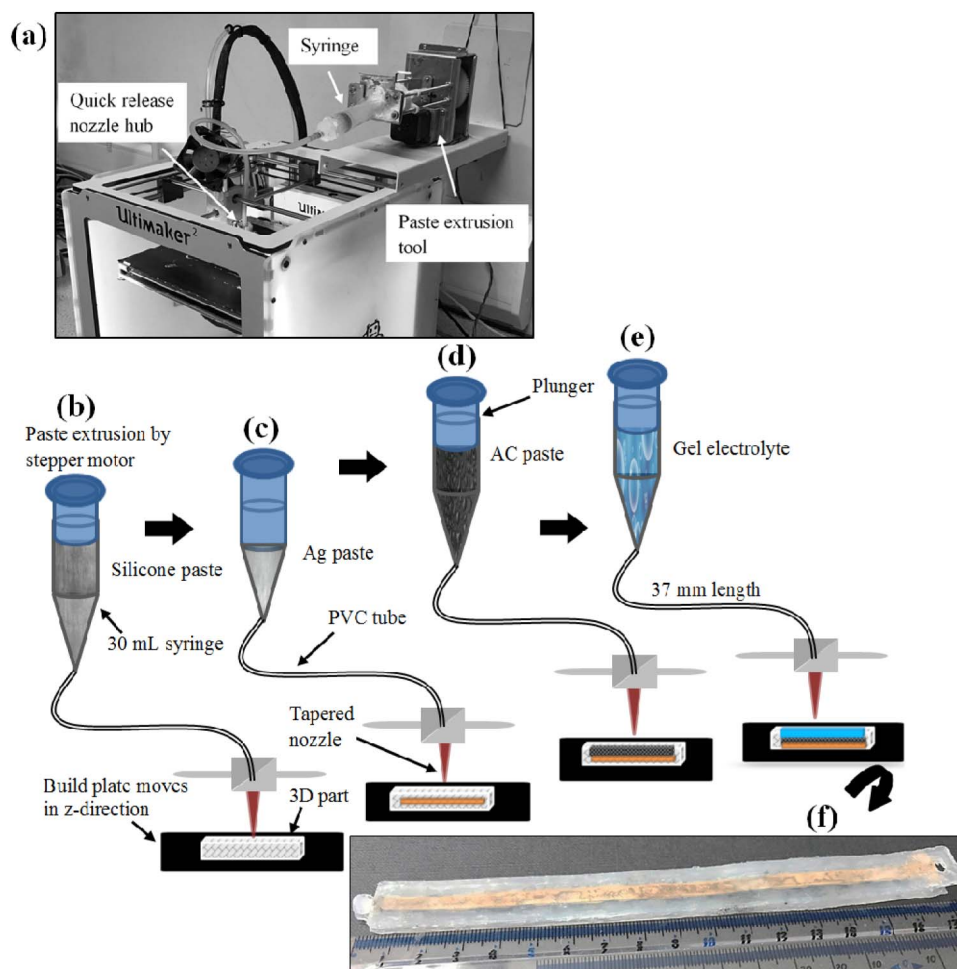 (a)
Syringe
Quick release
nozzle hub
Ultimaker²
Paste extrusion
tool
(b)
Paste extrusion by
stepper motor
Silicone paste
30 mL syringe
(c)
Ag paste
PVC tube
Tapered
nozzle
(d)
Plunger
AC paste
(e)
Gel electrolyte
37 mm length
Build plate moves
in z-direction
3D part
(f)
10
11